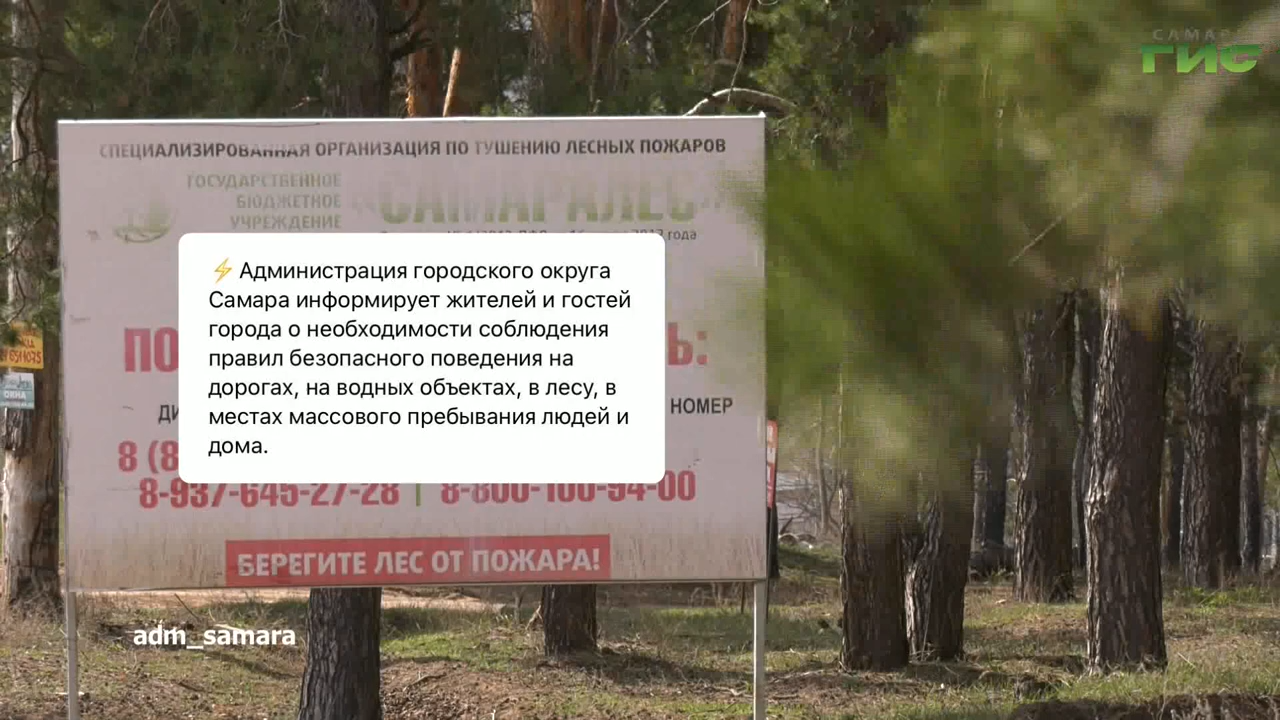 САМАРА
ГИС
СПЕЦИАЛИЗИРОВАННАЯ ОРГАНИЗАЦИЯ ПО ТУШЕНИЮ ЛЕСНЫХ ПОЖАРОВ
ГОСУДАРСТВЕННОЕ
БЮДЖЕТНОЕ
УЧРЕЖДЕНИЕ
«САМАРАЛЕС»
года
⚡ Администрация городского округа
Самара информирует жителей и гостей
города о необходимости соблюдения
правил безопасного поведения на
дорогах, на водных объектах, в лесу, в
местах массового пребывания людей и
дома.
НОМЕР
8-937-645-27-28 | 8-800-100-94-00
БЕРЕГИТЕ ЛЕС ОТ ПОЖАРА!
adm_samara
ОКНА